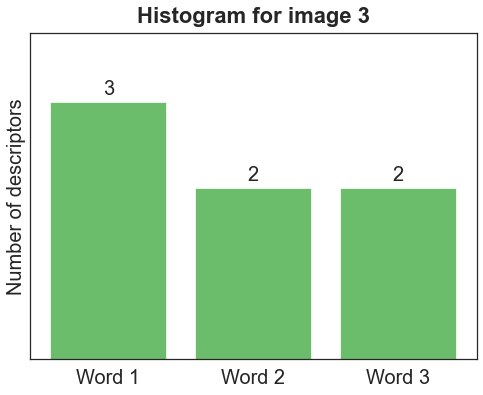 Histogram for image 3
Number of descriptors
3
2
2
Word 1
Word 2
Word 3